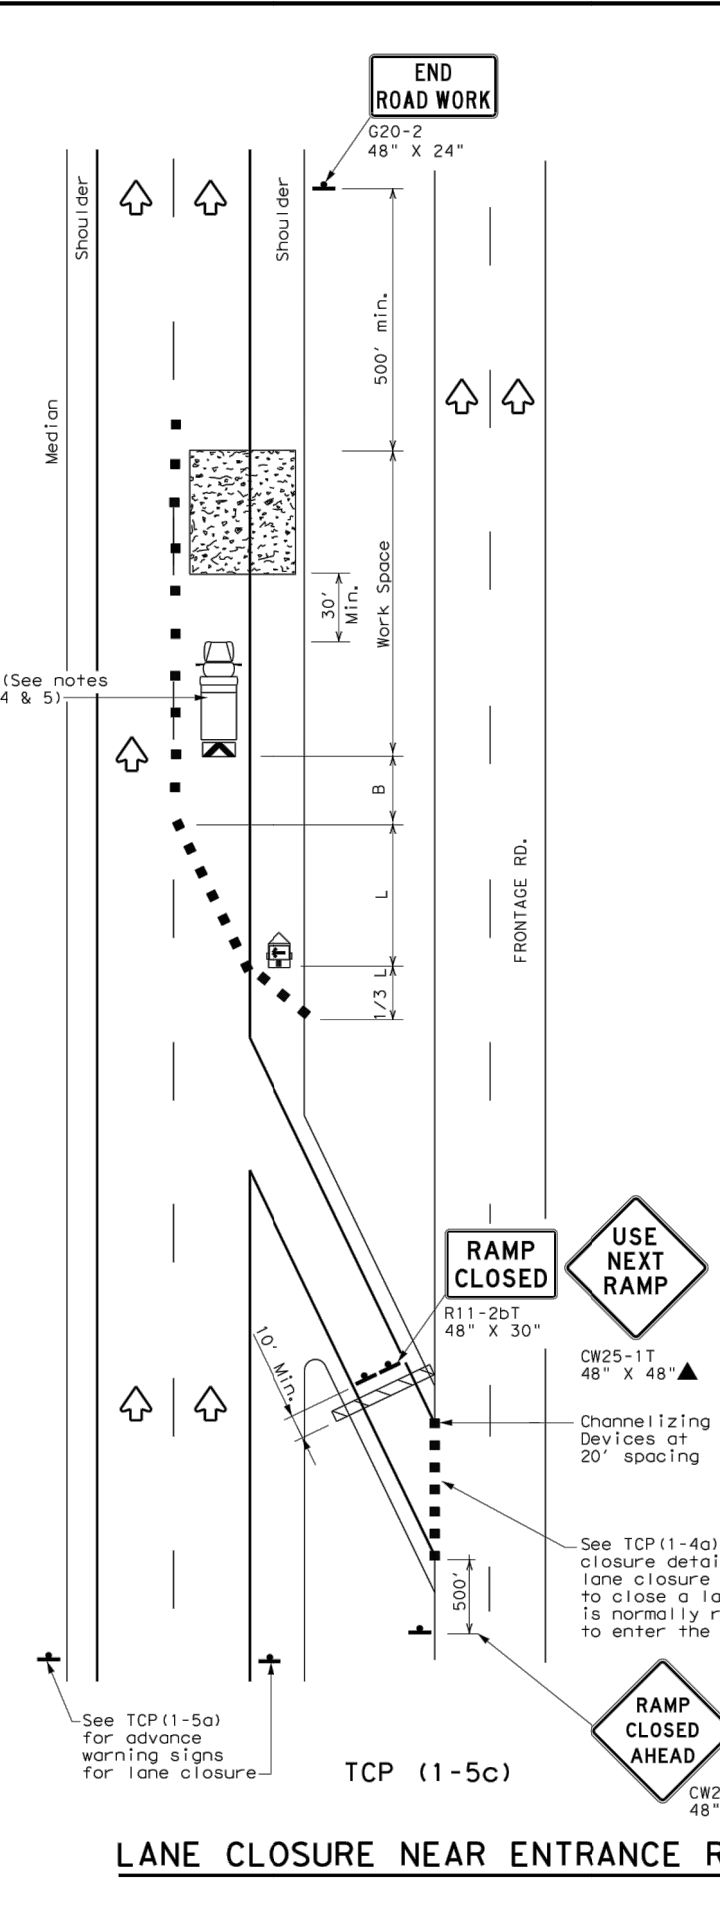 END
ROAD WORK
G20-2
48" X 24"
Shoulder
Shoulder
500' min.
Median
30'
Min.
Work Space
(See notes
4 & 5)
B
L
FRONTAGE RD.
1/3 L
RAMP
CLOSED
R11-2bT
48" X 30"
USE
NEXT
RAMP
CW25-1T
48" X 48"
10' Min.
Channelizing
Devices at
20' spacing
See TCP(1-4a)
closure detai
lane closure
to close a la
is normally r
to enter the
500'
RAMP
CLOSED
AHEAD
CW2
48"
See TCP(1-5a)
for advance
warning signs
for lane closure
TCP (1-5c)
LANE CLOSURE NEAR ENTRANCE R